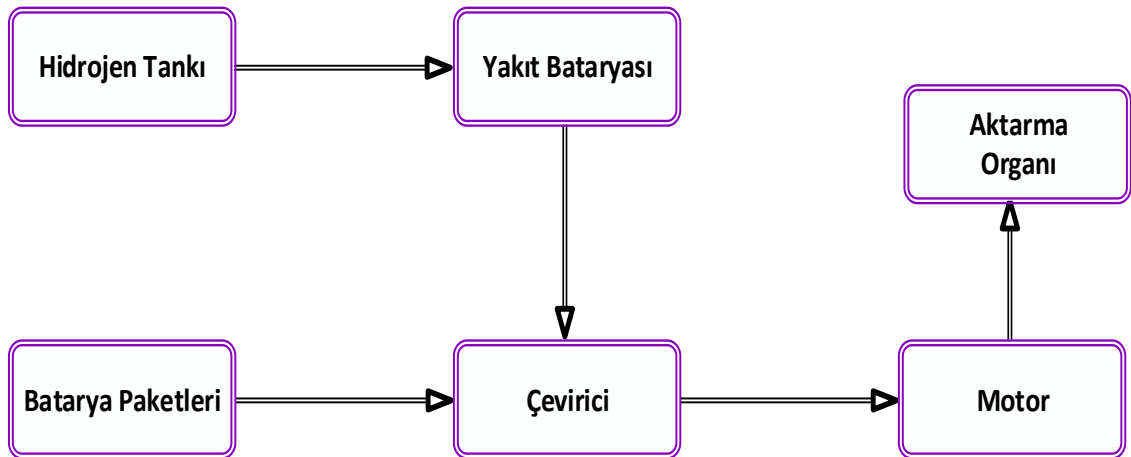 Hidrojen Tankı
Yakıt Bataryası
Aktarma
Organı
Batarya Paketleri
Çevirici
Motor